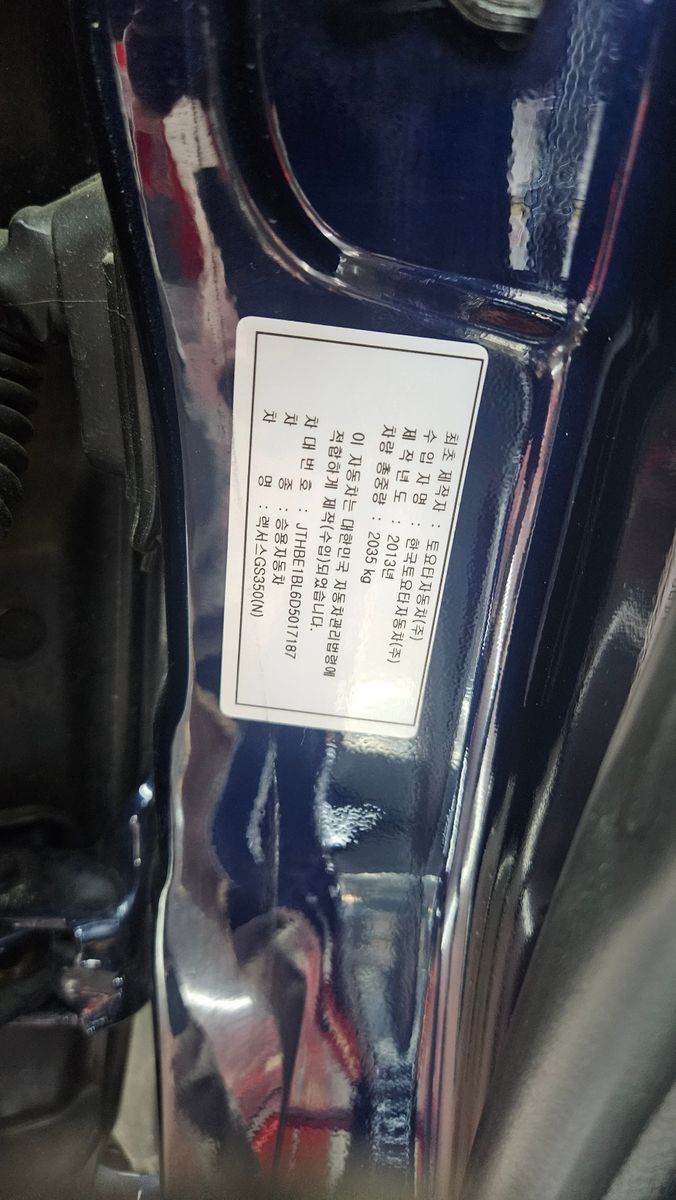 최초 제작자 : 토요타자동차(주)
수 입 자 명 : 한국토요타자동차(주)
제 작 년 도 : 2013년
차량 총중량 : 2035 kg
이 자동차는 대한민국 자동차관리법령에
적합하게 제작(수입)되었습니다.
차 대 번 호 : JTHBE1BL6D5017187
차 종 : 승용자동차
차 명 : 렉서스GS350(N)